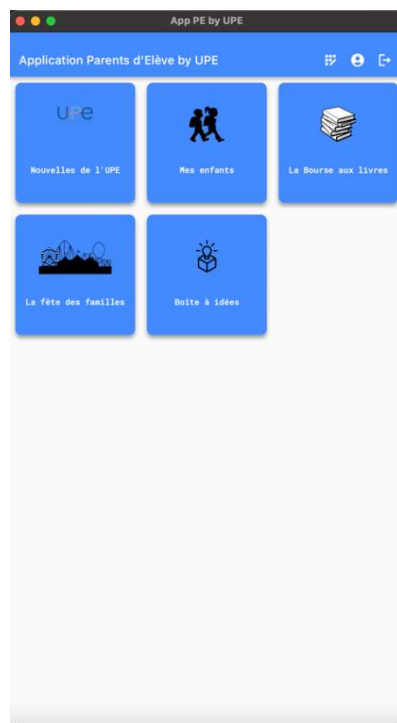 App PE by UPE
Application Parents d'Elève by UPE
UPE
Nouvelles de l'UPE
Mes enfants
La Bourse aux livres
La fête des familles
Boite à idées